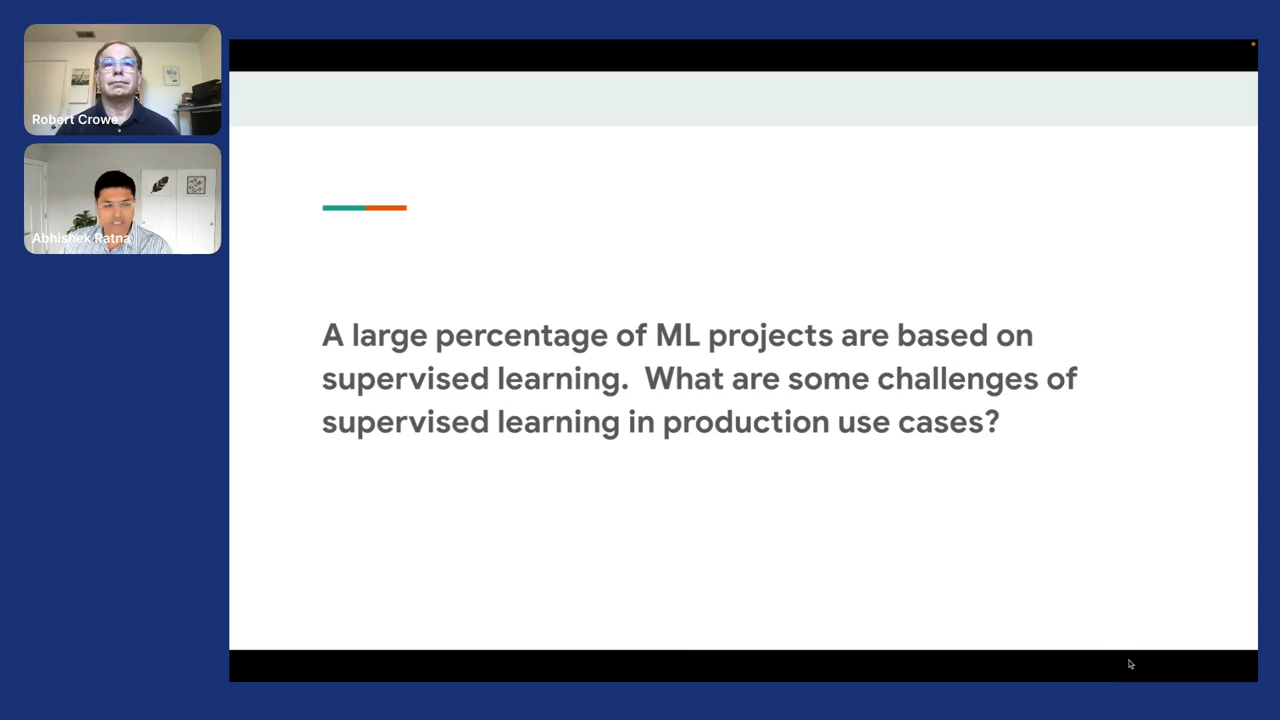 Robert Crowe
Abhishek Ratna
A large percentage of ML projects are based on
supervised learning.  What are some challenges of
supervised learning in production use cases?